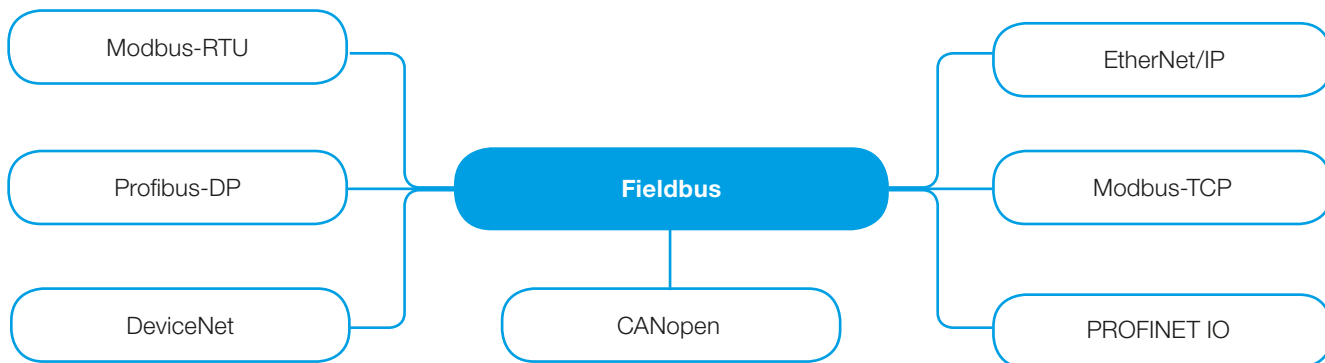 Modbus-RTU
EtherNet/IP
Profibus-DP
Fieldbus
Modbus-TCP
DeviceNet
CANopen
PROFINET IO